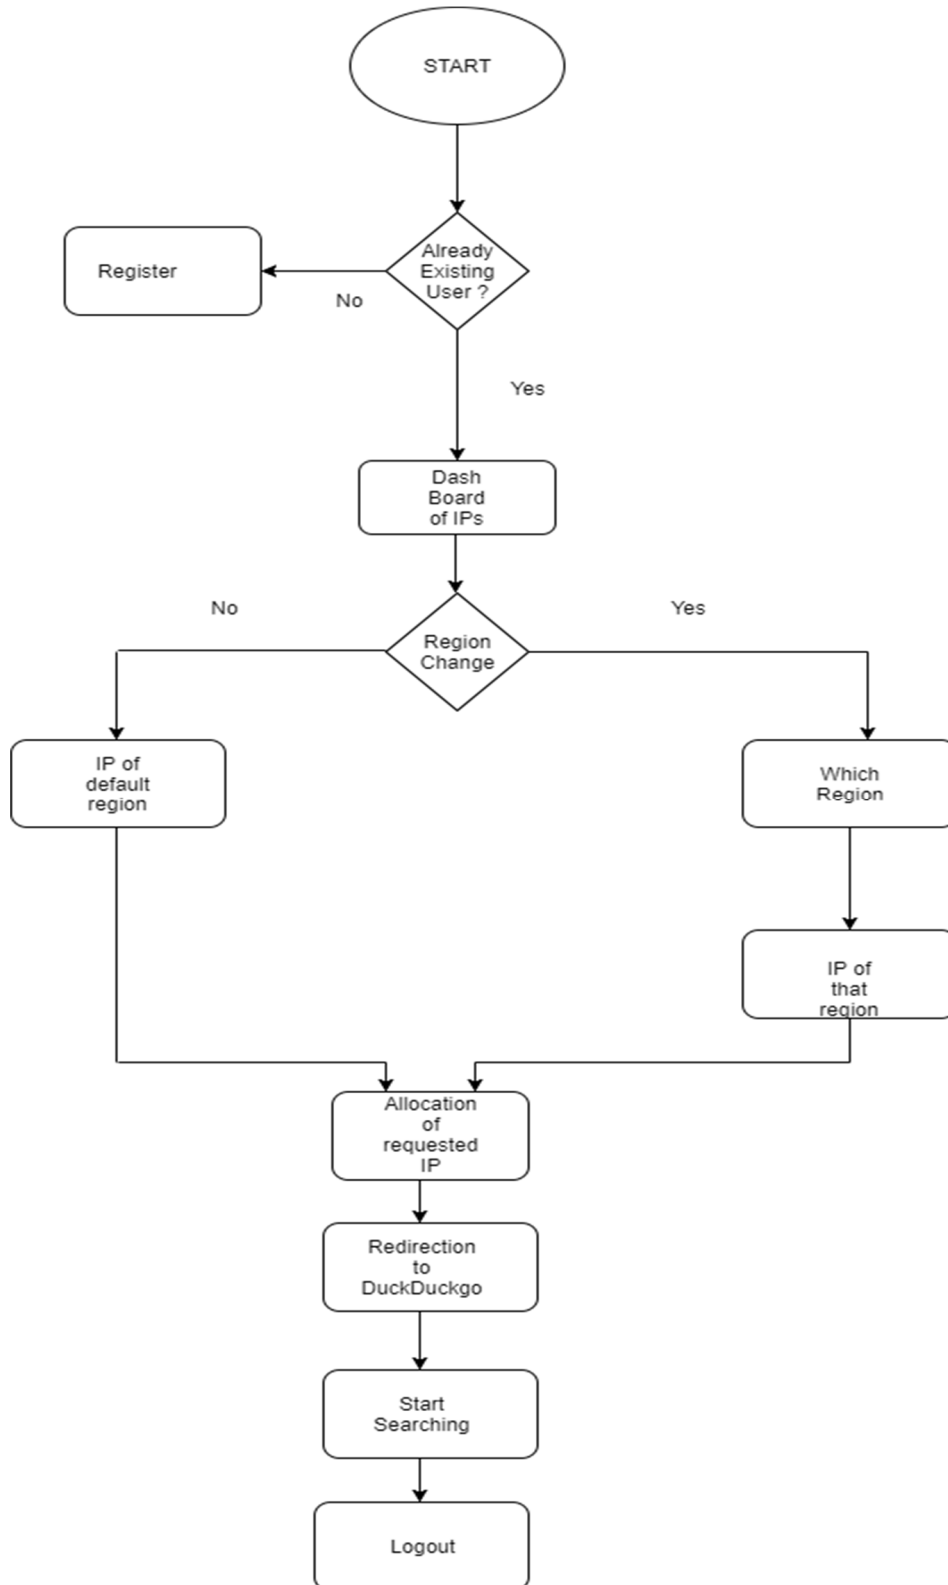 START
Already
Existing
User ?
Register
No
Yes
Dash
Board
of IPs
No
Yes
Region
Change
IP of
default
region
Which
Region
IP of
that
region
Allocation
of
requested
IP
Redirection
to
DuckDuckgo
Start
Searching
Logout